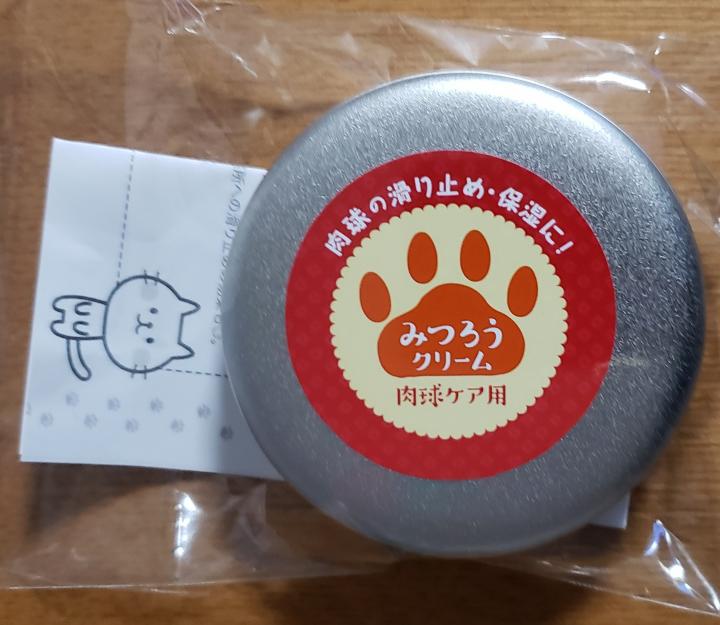 肉球の滑り止め・保湿に!
みつろう
クリーム
肉球ケア用